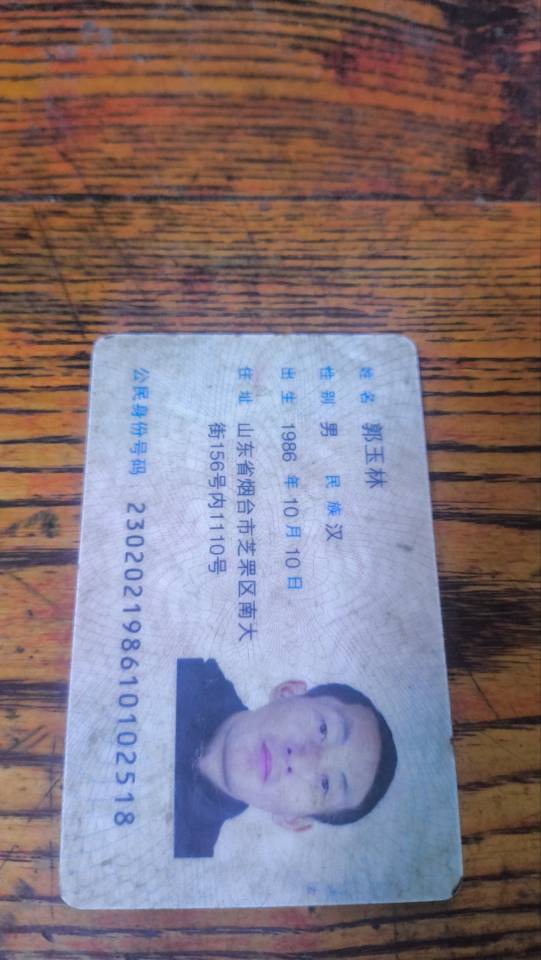 姓名 郭玉林
性别 男 民族 汉
出生 1986 年 10 月 10 日
住址 山东省烟台市芝罘区南大
街156号内1110号
公民身份号码 230202198610102518